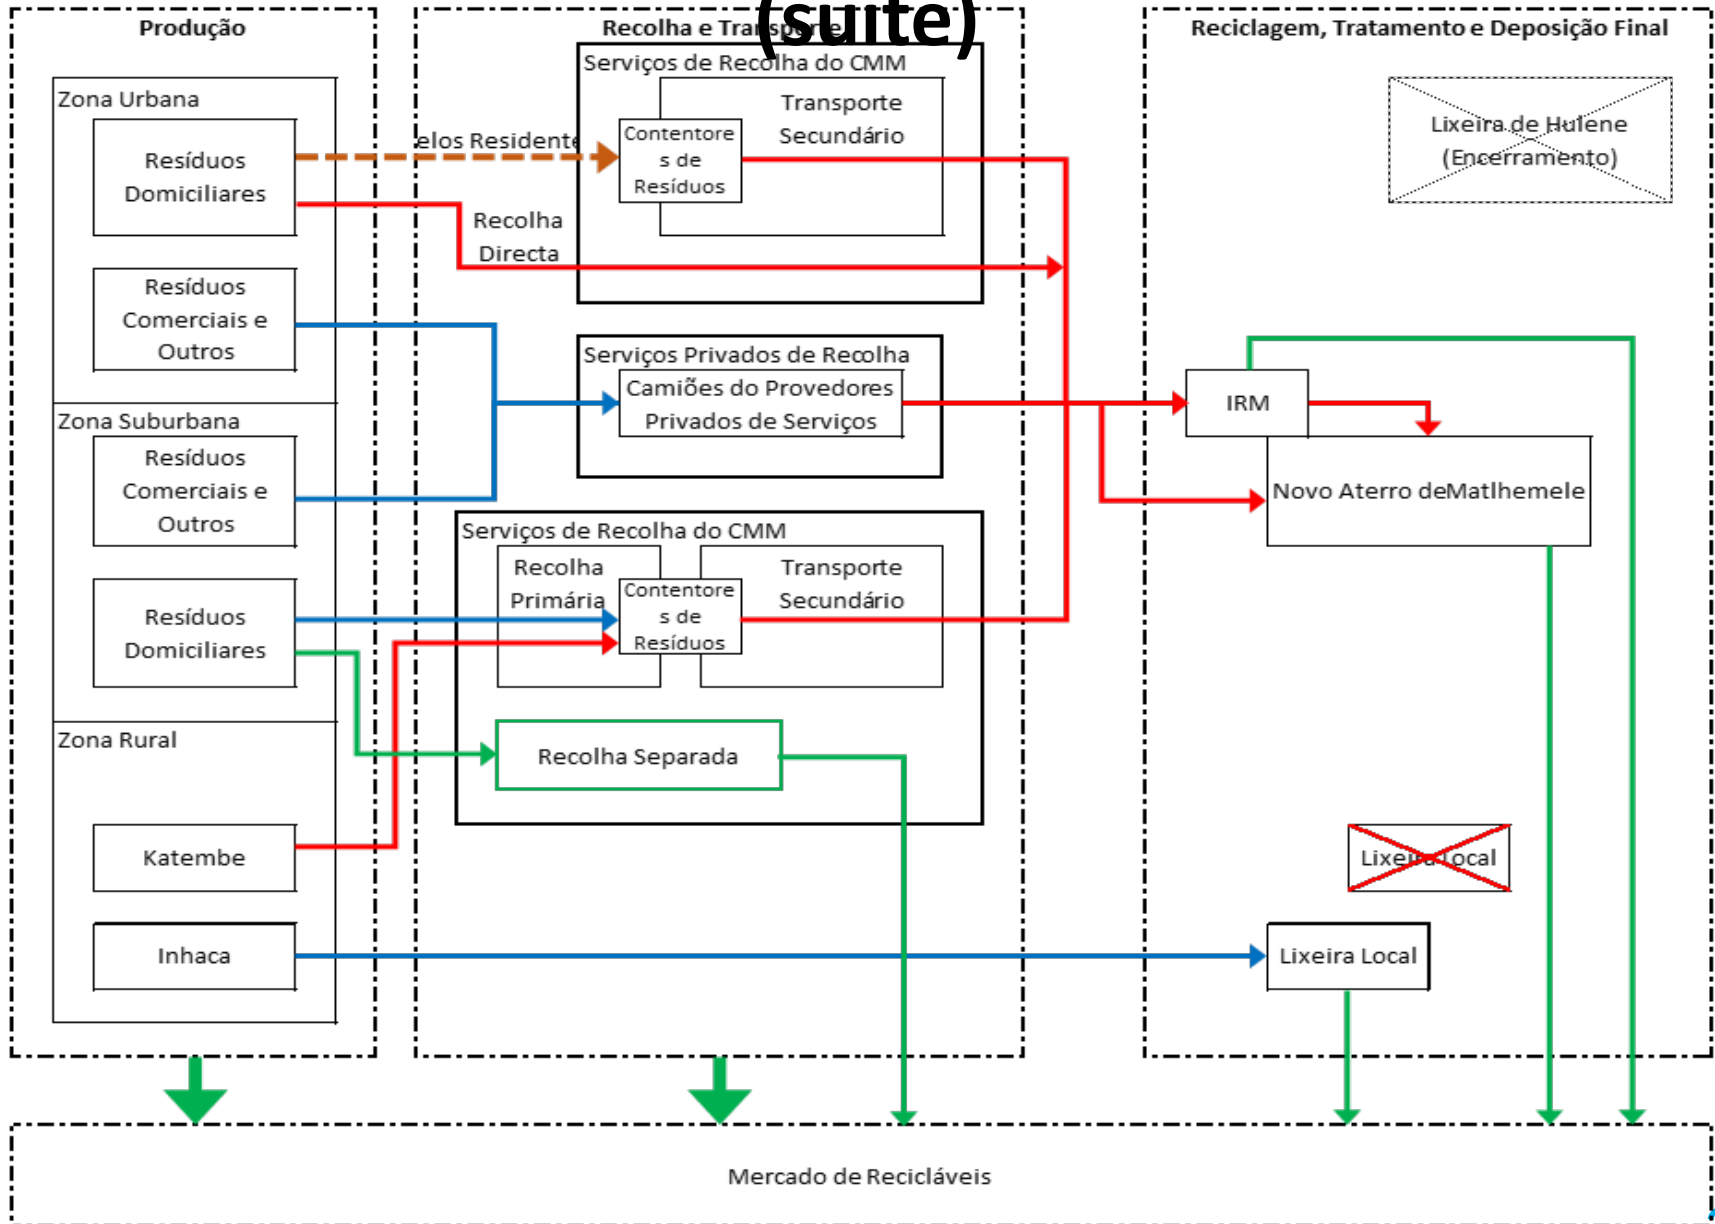 (suite)
Produção
Zona Urbana
Resíduos
Domiciliares
Resíduos
Comerciais e
Outros
Zona Suburbana
Resíduos
Comerciais e
Outros
Resíduos
Domiciliares
Zona Rural
Katembe
Inhaca
Recolha e Transporte
Serviços de Recolha do CMM
elos Residente
Contentore
s de
Resíduos
Transporte
Secundário
Recolha
Directa
Serviços Privados de Recolha
Camiões do Provedores
Privados de Serviços
Serviços de Recolha do CMM
Recolha
Primária
Contentore
s de
Resíduos
Transporte
Secundário
Recolha Separada
Reciclagem, Tratamento e Deposição Final
Lixeira de Hulene
(Encerramento)
IRM
Novo Aterro deMatlhemele
Lixeira Local
Lixeira Local
Mercado de Recicláveis